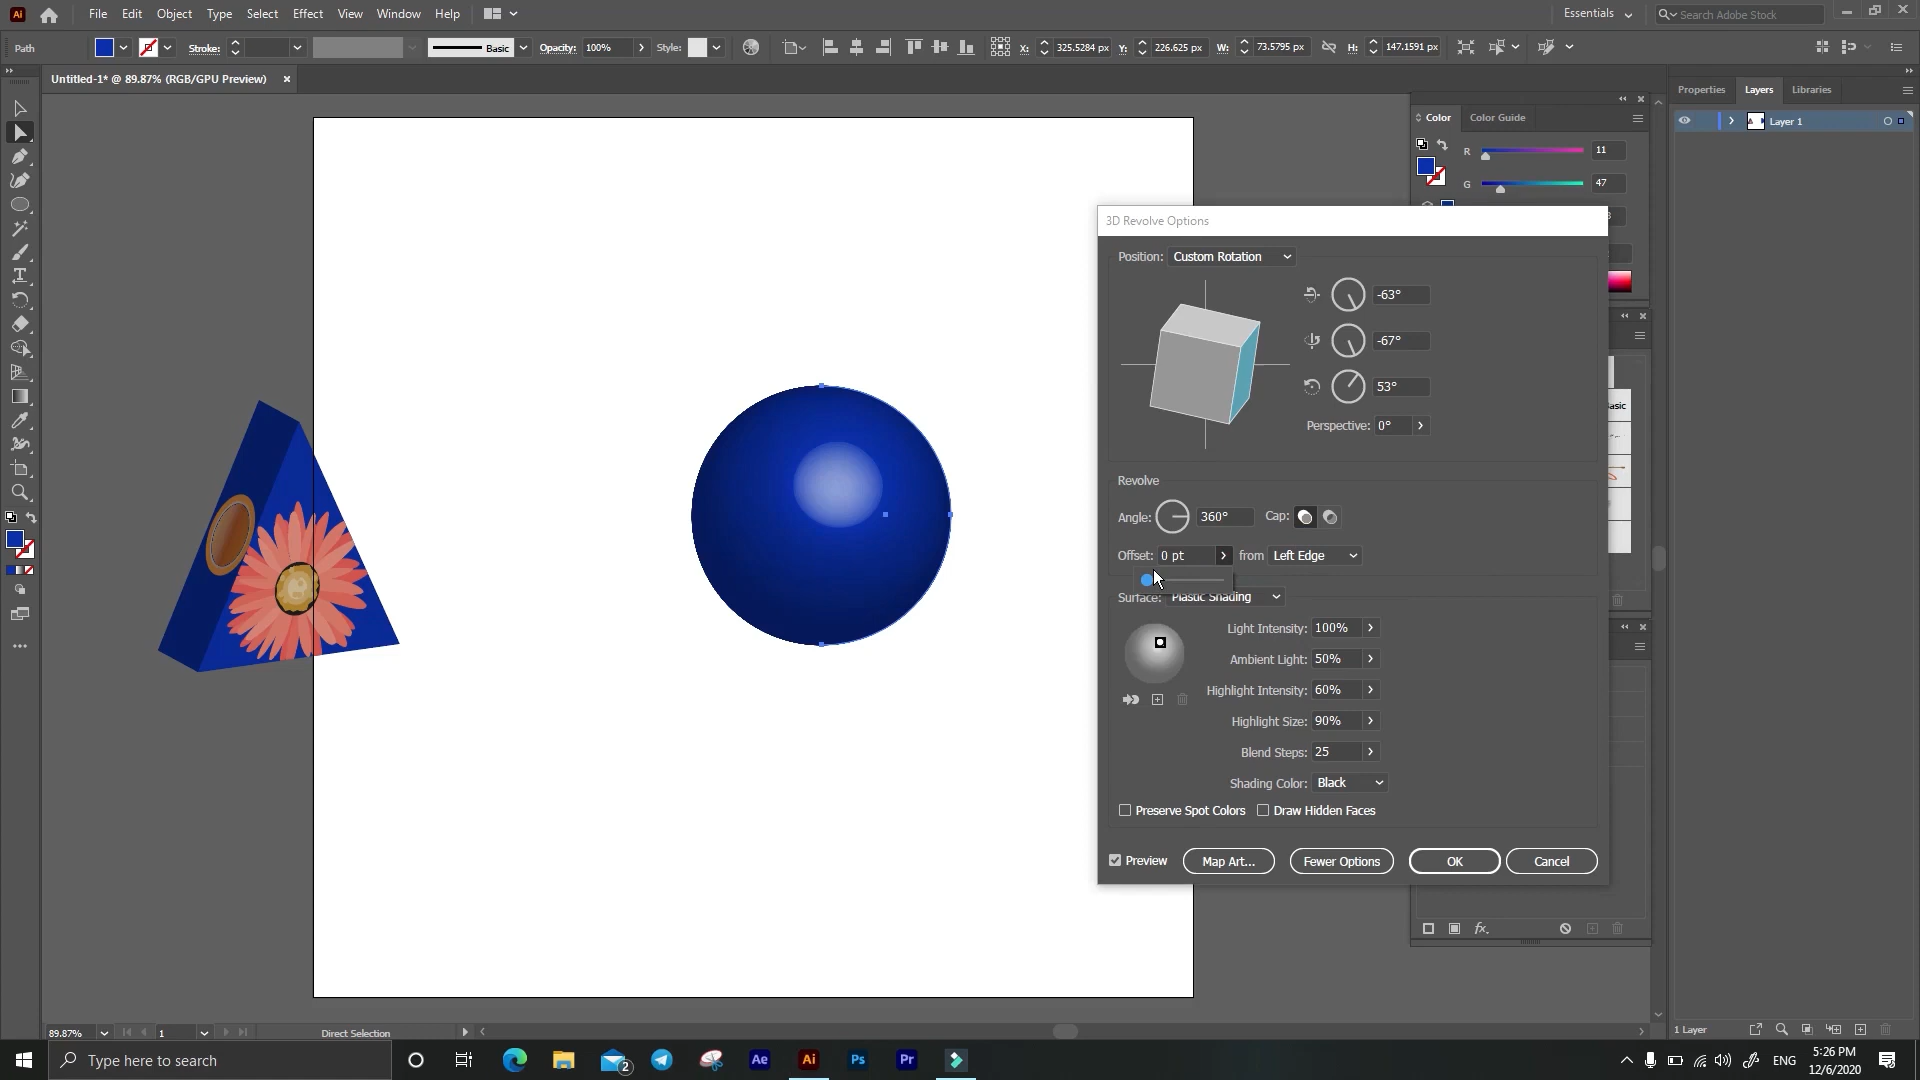 Ai File Edit Object Type Select Effect View Window Help Essentials Search Adobe Stock
Path Stroke: Basic Opacity: 100% Style: X: 325.5284 px Y: 226.625 px W: 73.5795 px H: 147.1591 px
Untitled-1* @ 89.87% (RGB/GPU Preview)
Properties Layers Libraries
Color Color Guide
Layer 1
R 11
G 47
3D Revolve Options
Position: Custom Rotation
-63°
-67°
53°
Perspective: 0°
Revolve
Angle: 360° Cap:
Offset: 0 pt from Left Edge
Surface: Plastic Shading
Light Intensity: 100%
Ambient Light: 50%
Highlight Intensity: 60%
Highlight Size: 90%
Blend Steps: 25
Shading Color: Black
Preserve Spot Colors Draw Hidden Faces
Preview Map Art... Fewer Options OK Cancel
fx
89.87% 1 Direct Selection
1 Layer
Type here to search
2 Ae Ai Ps Pr
ENG 5:26 PM
12/6/2020